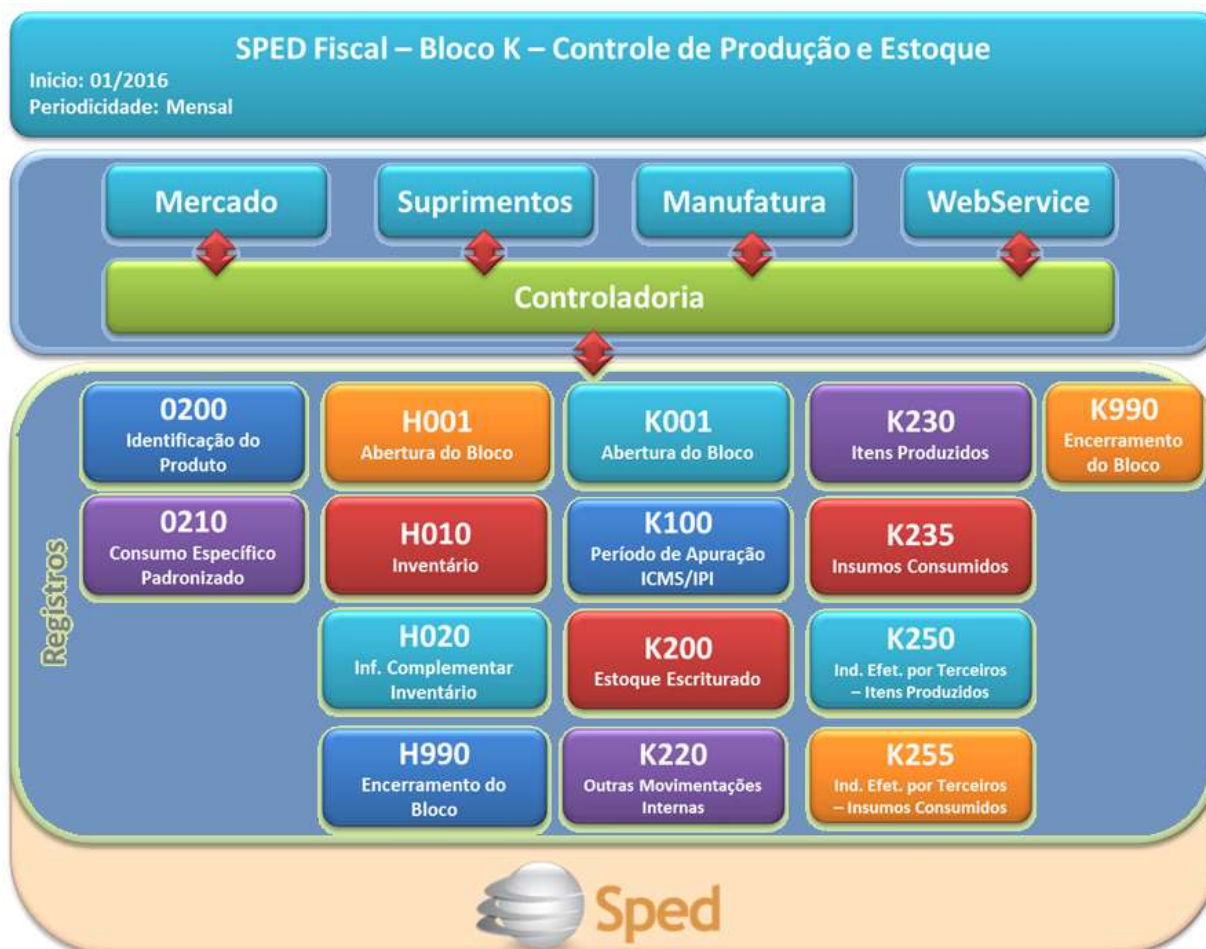 SPED Fiscal – Bloco K – Controle de Produção e Estoque
Inicio: 01/2016
Periodicidade: Mensal
Mercado
Suprimentos
Manufatura
WebService
Controladoria
Registros
0200
Identificação do
Produto
H001
Abertura do Bloco
K001
Abertura do Bloco
K230
Itens Produzidos
K990
Encerramento
do Bloco
0210
Consumo Específico
Padronizado
H010
Inventário
K100
Período de Apuração
ICMS/IPI
K235
Insumos Consumidos
H020
Inf. Complementar
Inventário
K200
Estoque Escriturado
K250
Ind. Efet. por Terceiros
– Itens Produzidos
H990
Encerramento do
Bloco
K220
Outras Movimentações
Internas
K255
Ind. Efet. por Terceiros
– Insumos Consumidos
Sped